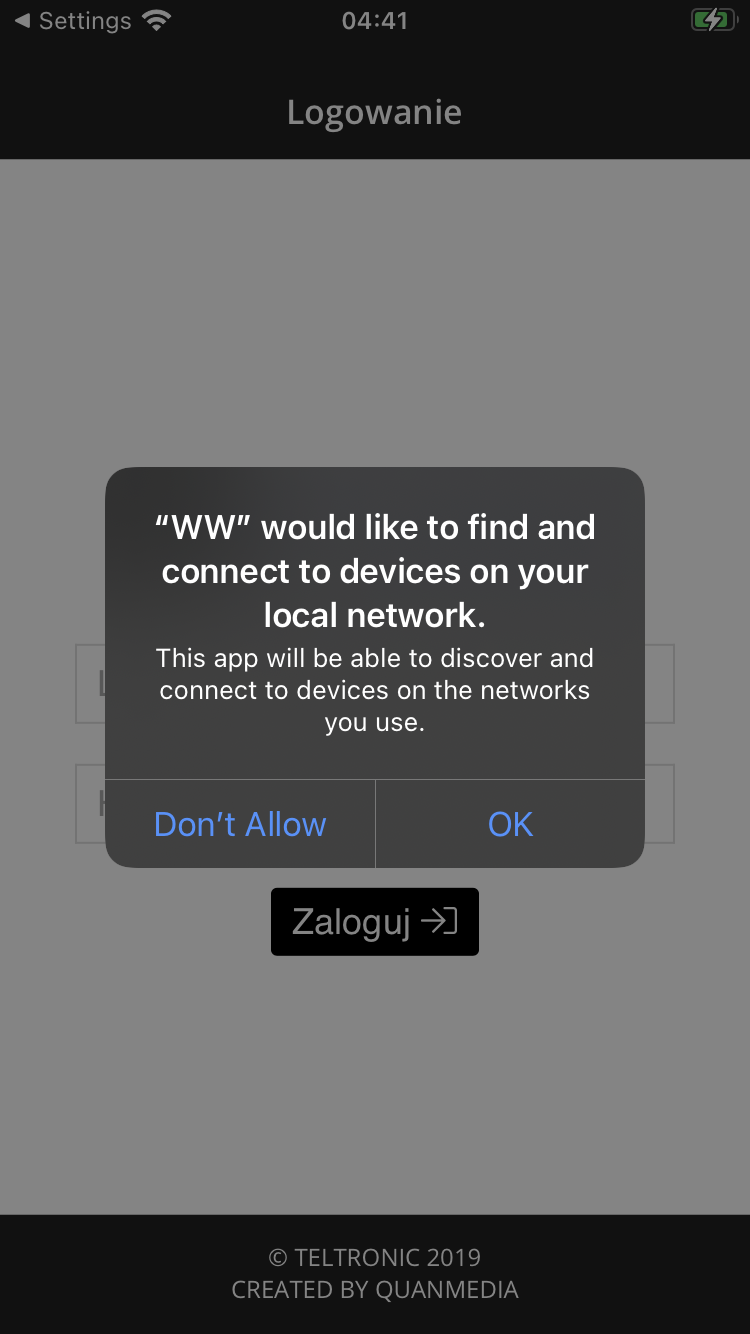 Settings
04:41
Logowanie
“WW” would like to find and
connect to devices on your
local network.
This app will be able to discover and
connect to devices on the networks
you use.
Don’t Allow
OK
Zaloguj
© TELTRONIC 2019
CREATED BY QUANMEDIA